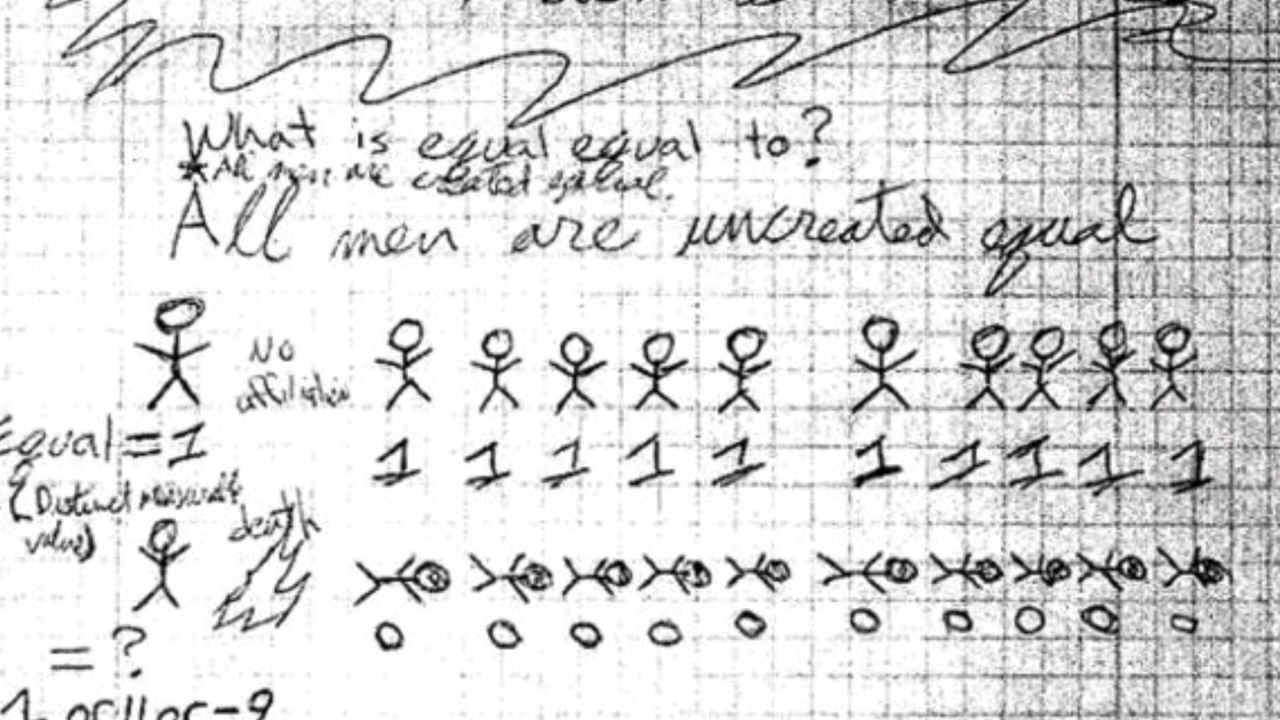 What is equal equal to?
*All men are created equal.
All men are uncreated equal
No
affiliation
Equal = 1
1 1 1 1 1 1 1 1 1 1
(Distinct measurable
value)
death
0 0 0 0 0 0 0 0 0 0
= ?